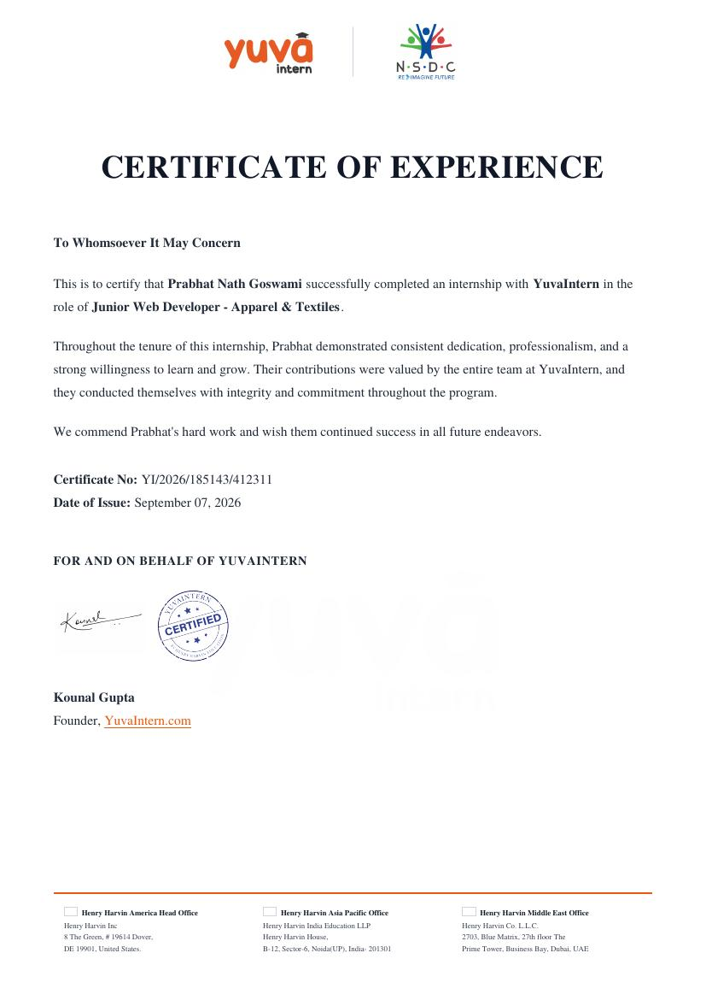 yuva
intern
N·S·D·C
RE IMAGINE FUTURE
CERTIFICATE OF EXPERIENCE
To Whomsoever It May Concern
This is to certify that Prabhat Nath Goswami successfully completed an internship with YuvaIntern in the
role of Junior Web Developer - Apparel & Textiles.
Throughout the tenure of this internship, Prabhat demonstrated consistent dedication, professionalism, and a
strong willingness to learn and grow. Their contributions were valued by the entire team at YuvaIntern, and
they conducted themselves with integrity and commitment throughout the program.
We commend Prabhat's hard work and wish them continued success in all future endeavors.
Certificate No: YI/2026/185143/412311
Date of Issue: September 07, 2026
FOR AND ON BEHALF OF YUVAINTERN
Kounal
YUVAINTERN
CERTIFIED
yuva
intern
Kounal Gupta
Founder, YuvaIntern.com
Henry Harvin America Head Office
Henry Harvin Inc
8 The Green, # 19614 Dover,
DE 19901, United States.
Henry Harvin Asia Pacific Office
Henry Harvin India Education LLP
Henry Harvin House,
B-12, Sector-6, Noida(UP), India- 201301
Henry Harvin Middle East Office
Henry Harvin Co. L.L.C.
2703, Blue Matrix, 27th floor The
Prime Tower, Business Bay, Dubai, UAE